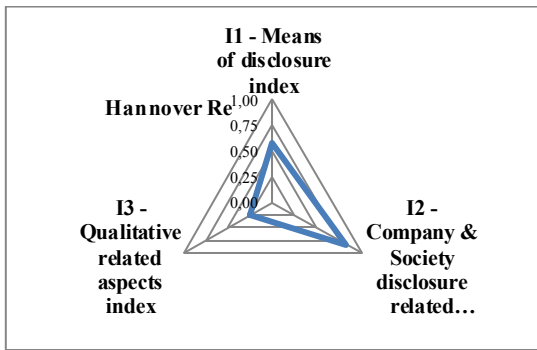 I1 - Means
of disclosure
index
Hannover Re
1,00
0,75
0,50
0,25
0,00
I3 -
Qualitative
related
aspects
index
I2 -
Company &
Society
disclosure
related…